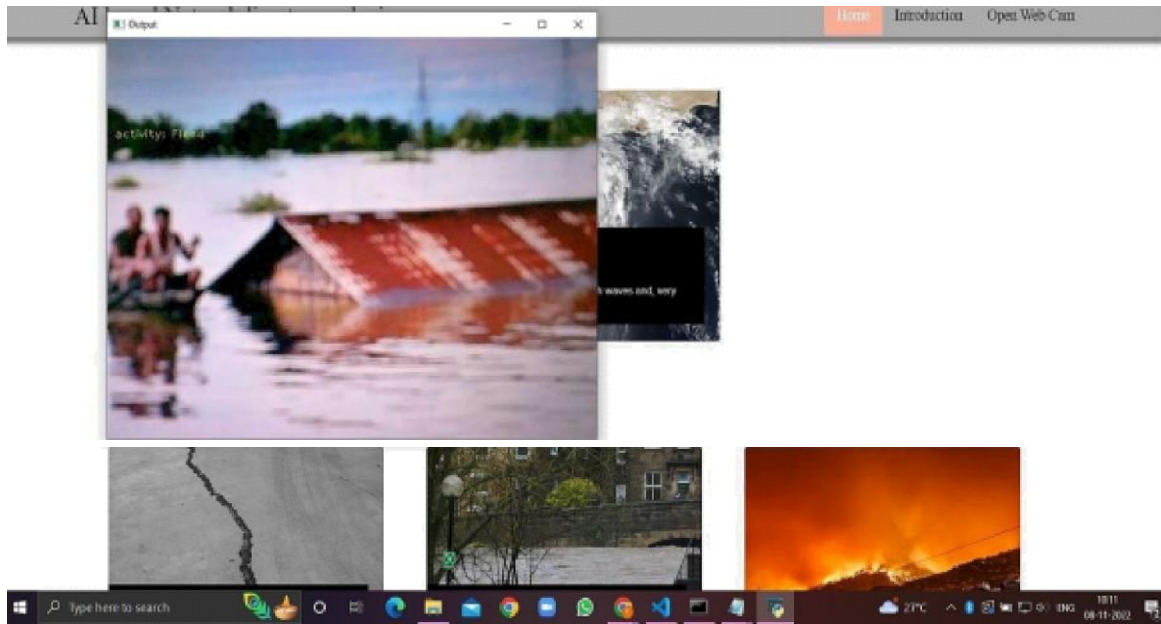 AI
Output
Home Introduction Open Web Cam
activity: Flood
waves and, very
Type here to search
27°C
ENG
10:11
08-11-2022